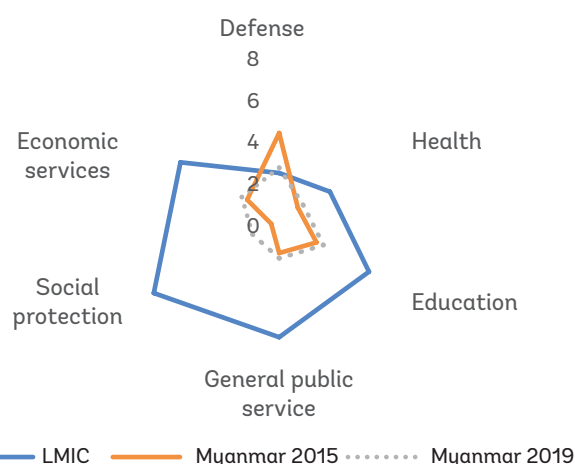 Defense
8
6
4
2
0
Economic
services
Health
Social
protection
Education
General public
service
LMIC
Myanmar 2015
Myanmar 2019